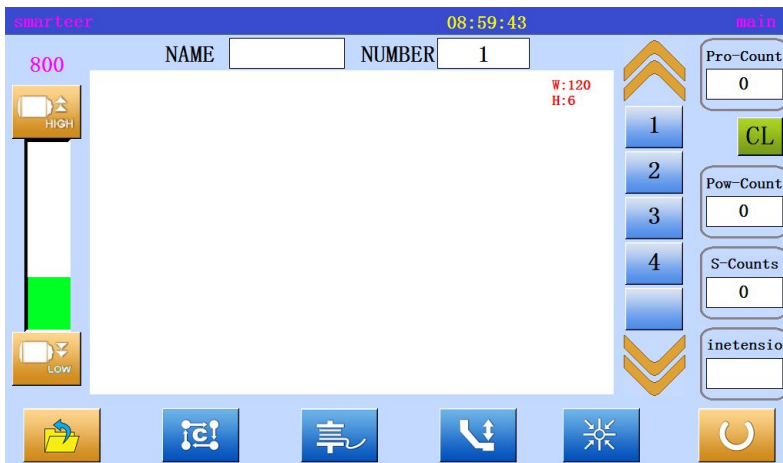 smarteer 08:59:43 main
NAME NUMBER 1
800
W:120
H:6
HIGH
LOW
1
2
3
4
Pro-Count
0
CL
Pow-Count
0
S-Counts
0
inetensio
C